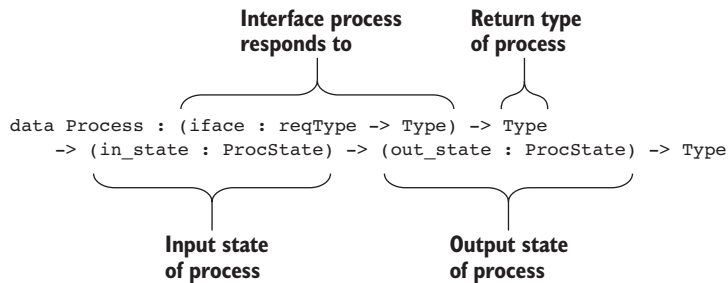 Interface process
responds to
Return type
of process
data Process : (iface : reqType -> Type) -> Type
-> (in_state : ProcState) -> (out_state : ProcState) -> Type
Input state
of process
Output state
of process